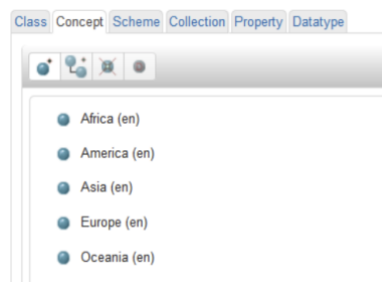 Class Concept Scheme Collection Property Datatype
Africa (en)
America (en)
Asia (en)
Europe (en)
Oceania (en)